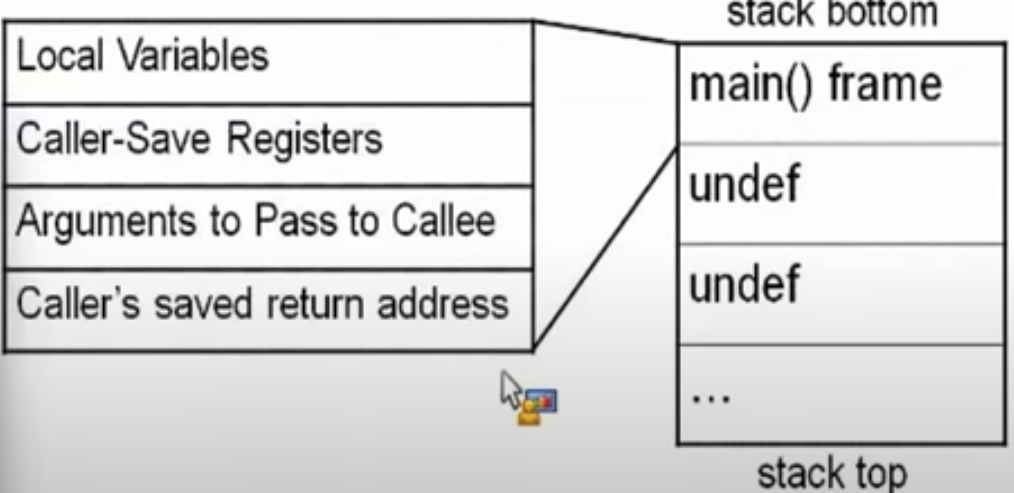 Local Variables
Caller-Save Registers
Arguments to Pass to Callee
Caller's saved return address
stack bottom
main() frame
undef
undef
...
stack top